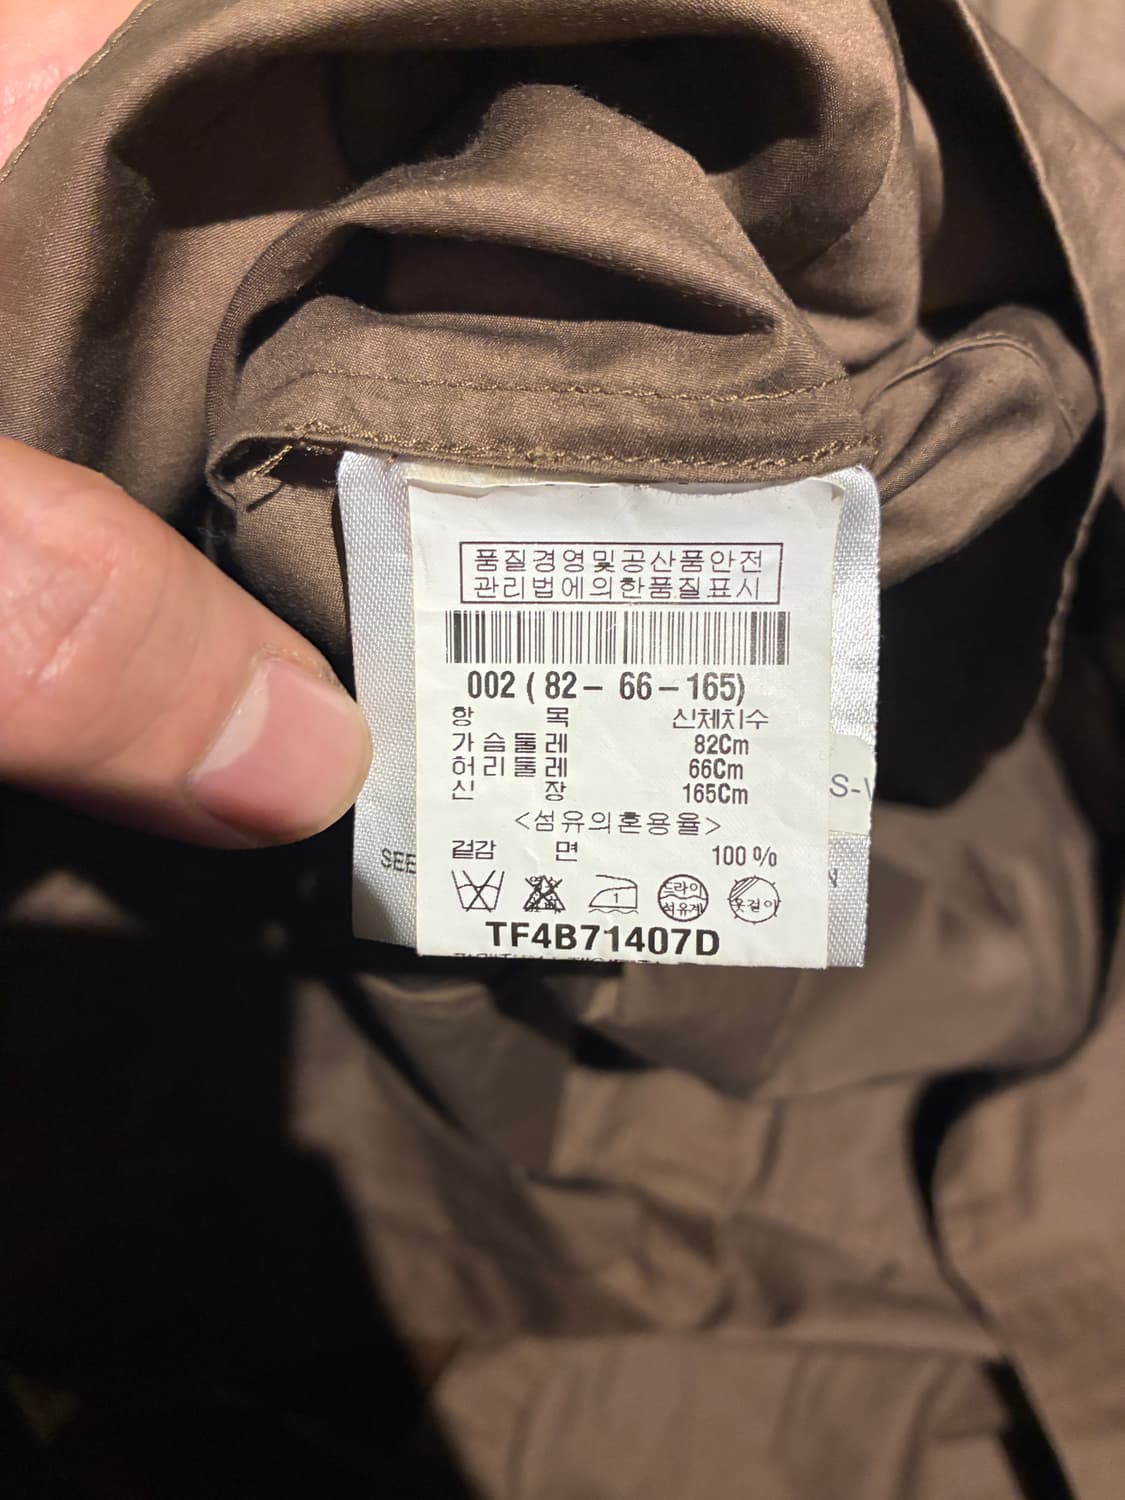 품질경영및공산품안전
관리법에의한품질표시
002 ( 82 - 66 - 165)
항 목 신체치수
가슴둘레 82Cm
허리둘레 66Cm
신 장 165Cm
<섬유의혼용율>
겉감 면 100 %
1 드라이 석유계 옷걸이
TF4B71407D
SEE